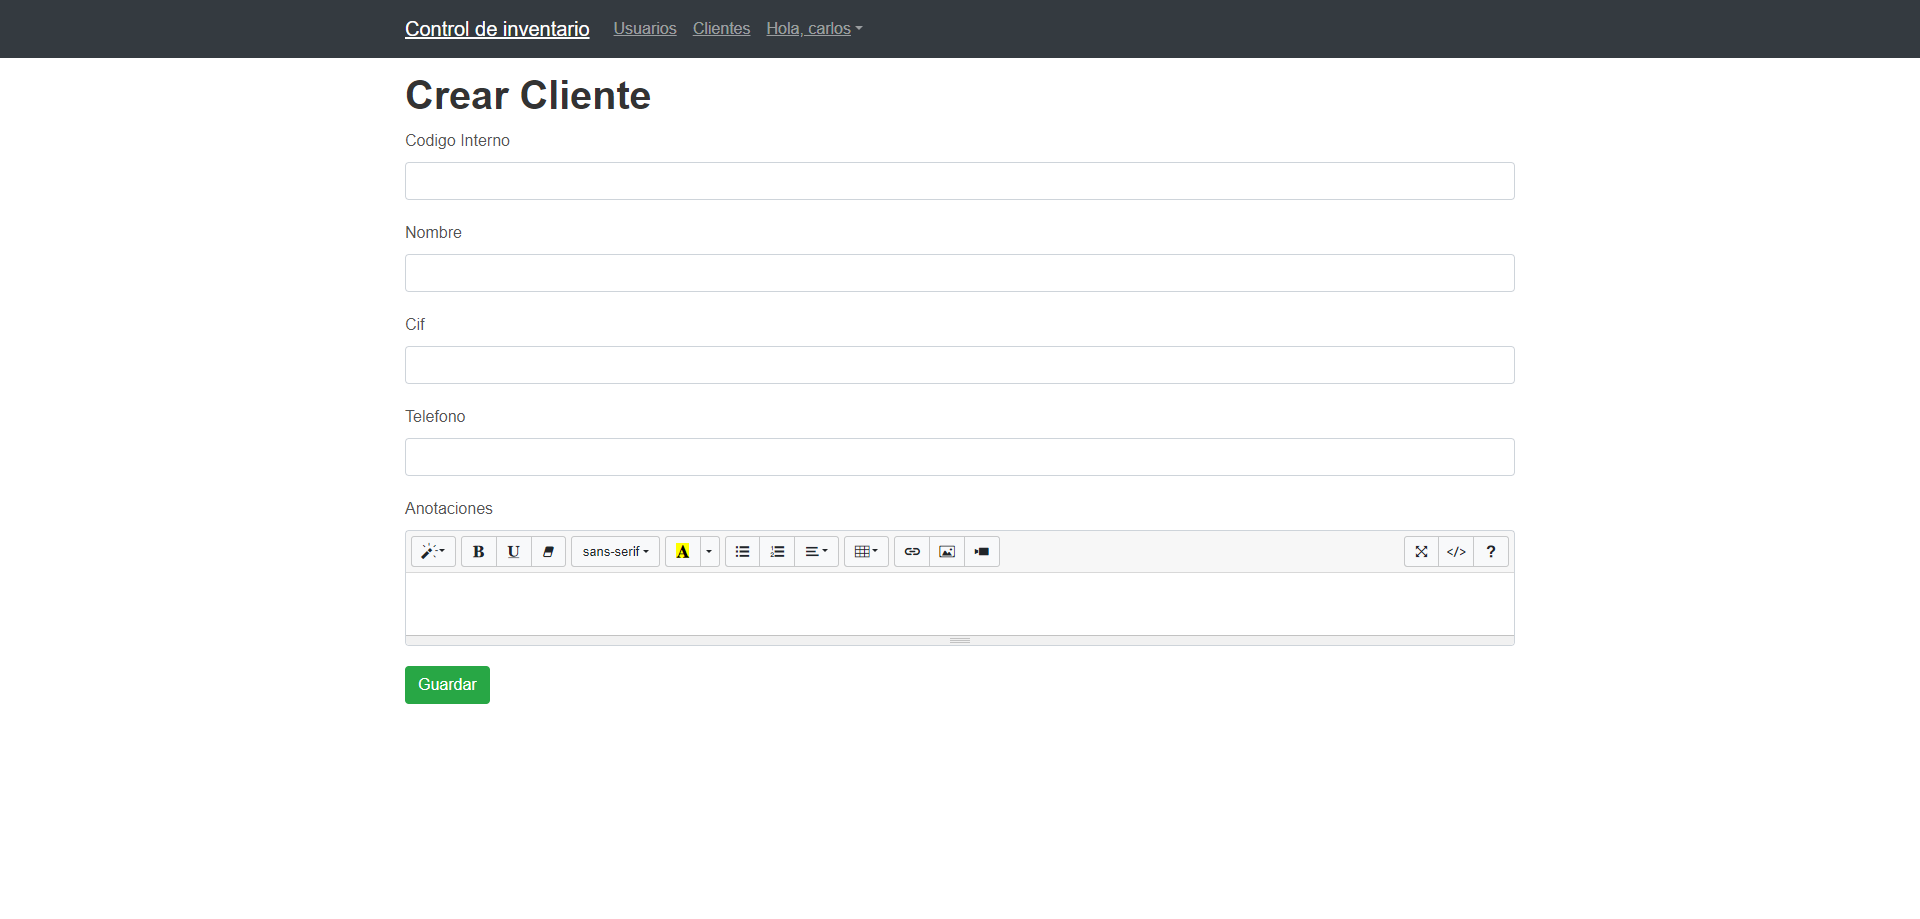 Control de inventario Usuarios Clientes Hola, carlos
Crear Cliente
Codigo Interno
Nombre
Cif
Telefono
Anotaciones
B U sans-serif A </> ?
Guardar